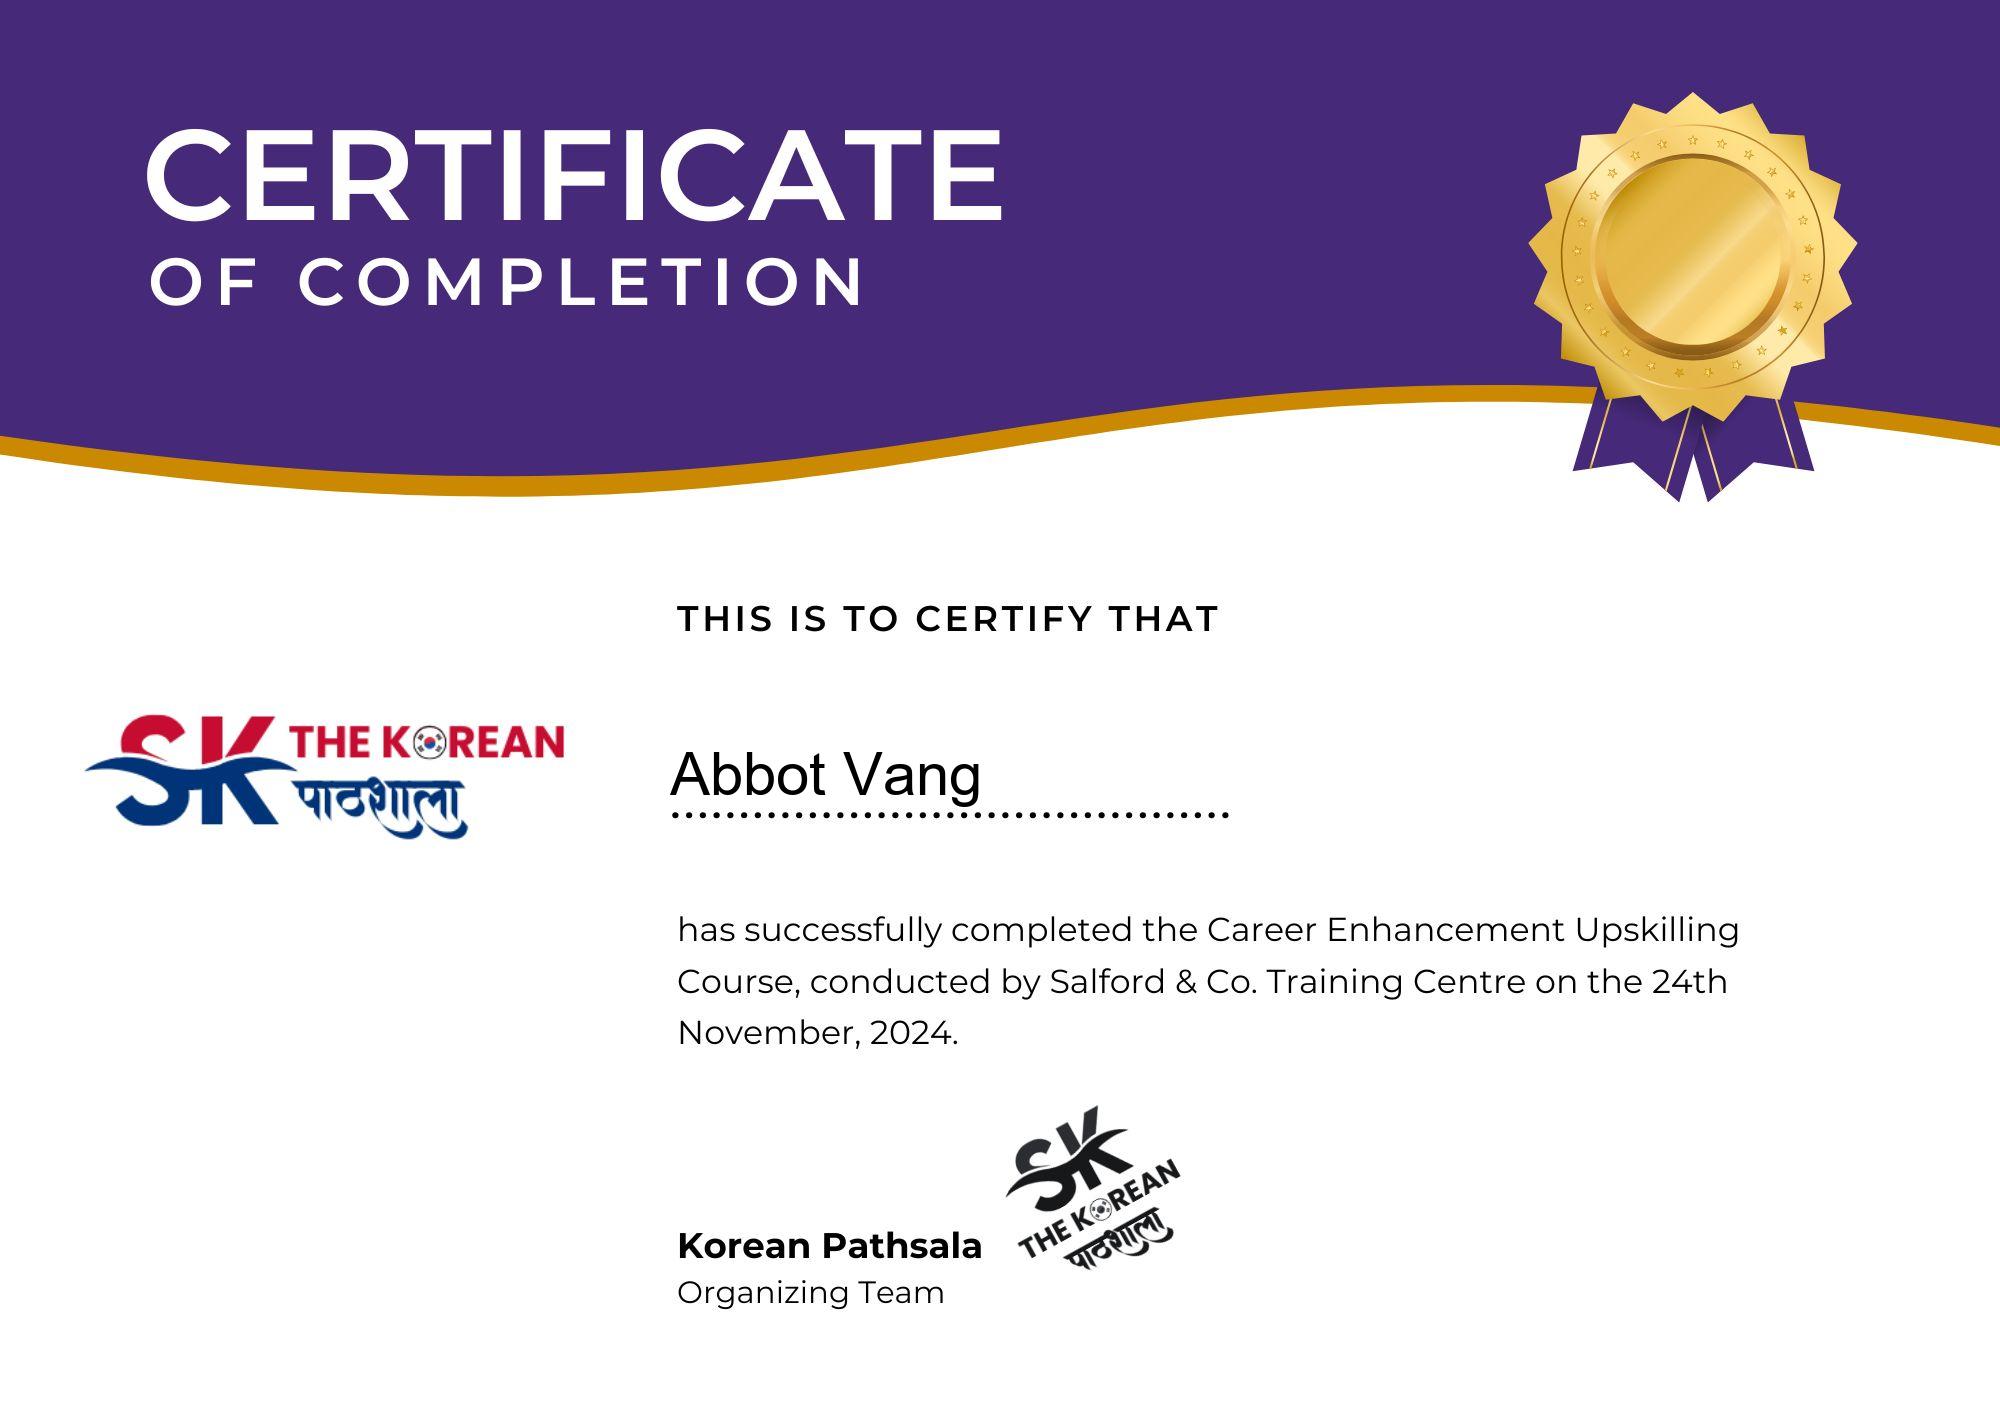 CERTIFICATE
OF COMPLETION
THIS IS TO CERTIFY THAT
SK THE KOREAN
पाठशाला
Abbot Vang
has successfully completed the Career Enhancement Upskilling
Course, conducted by Salford & Co. Training Centre on the 24th
November, 2024.
SK
THE KOREAN
पाठशाला
Korean Pathsala
Organizing Team